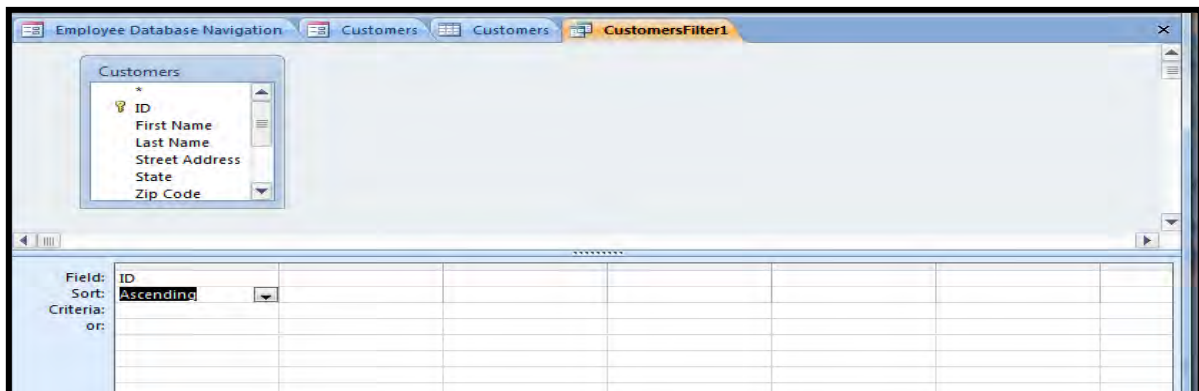 Employee Database Navigation Customers Customers CustomersFilter1
Customers
*
ID
First Name
Last Name
Street Address
State
Zip Code
Field: ID
Sort: Ascending
Criteria:
or: